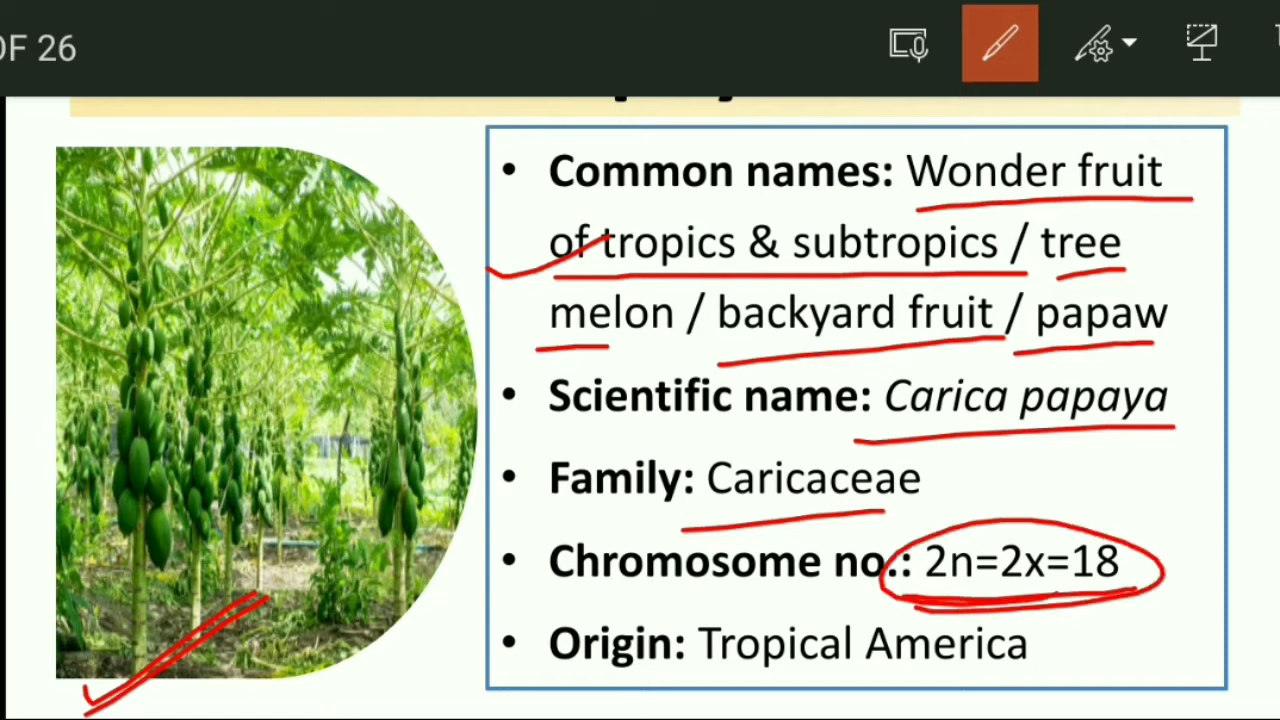 OF 26
• Common names: Wonder fruit
of tropics & subtropics / tree
melon / backyard fruit / papaw
• Scientific name: Carica papaya
• Family: Caricaceae
• Chromosome no.: 2n=2x=18
• Origin: Tropical America